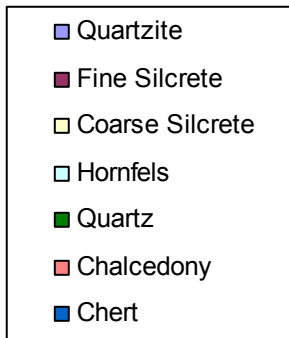 Quartzite
Fine Silcrete
Coarse Silcrete
Hornfels
Quartz
Chalcedony
Chert